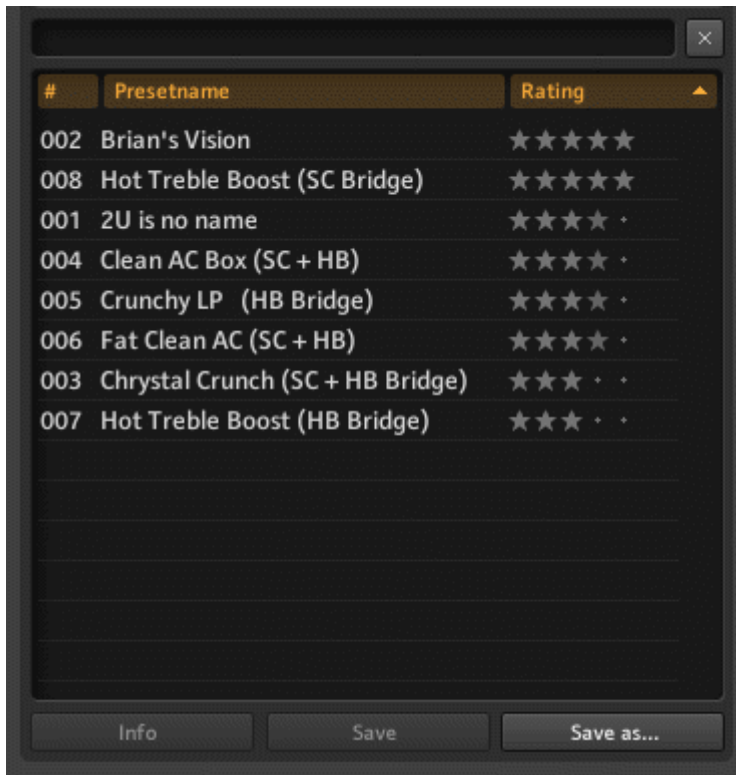 # Presetname Rating
002 Brian's Vision ★★★★★
008 Hot Treble Boost (SC Bridge) ★★★★★
001 2U is no name ★★★★
004 Clean AC Box (SC + HB) ★★★★
005 Crunchy LP (HB Bridge) ★★★★
006 Fat Clean AC (SC + HB) ★★★★
003 Chrystal Crunch (SC + HB Bridge) ★★★
007 Hot Treble Boost (HB Bridge) ★★★
Info Save Save as...